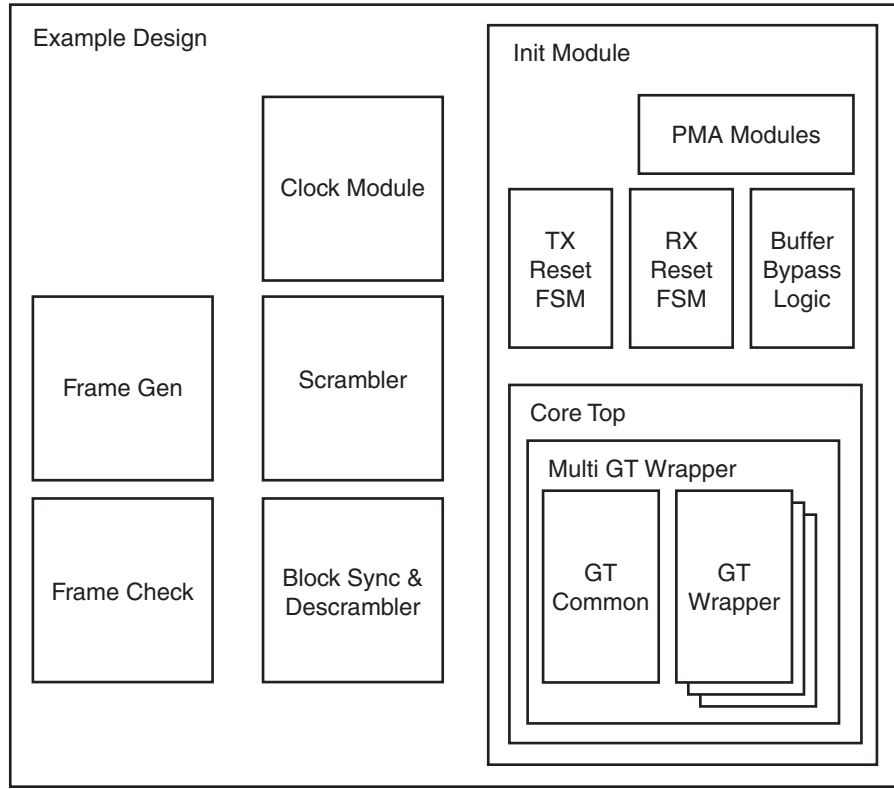 Example Design
Init Module
PMA Modules
Clock Module
TX
Reset
FSM
RX
Reset
FSM
Buffer
Bypass
Logic
Frame Gen
Scrambler
Core Top
Multi GT Wrapper
Frame Check
Block Sync &
Descrambler
GT
Common
GT
Wrapper